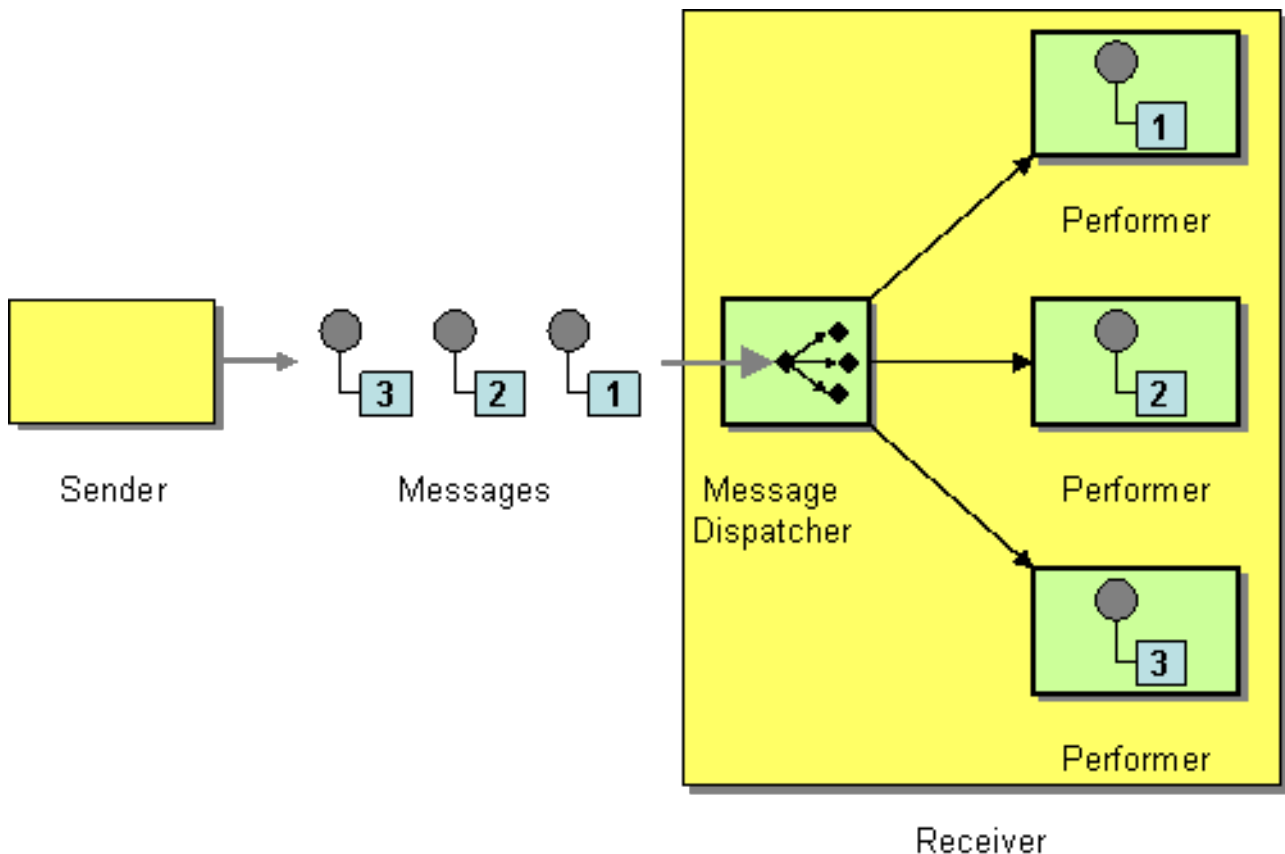 1
Performer
3 2 1
2
Sender
Messages
Message
Dispatcher
Performer
3
Performer
Receiver